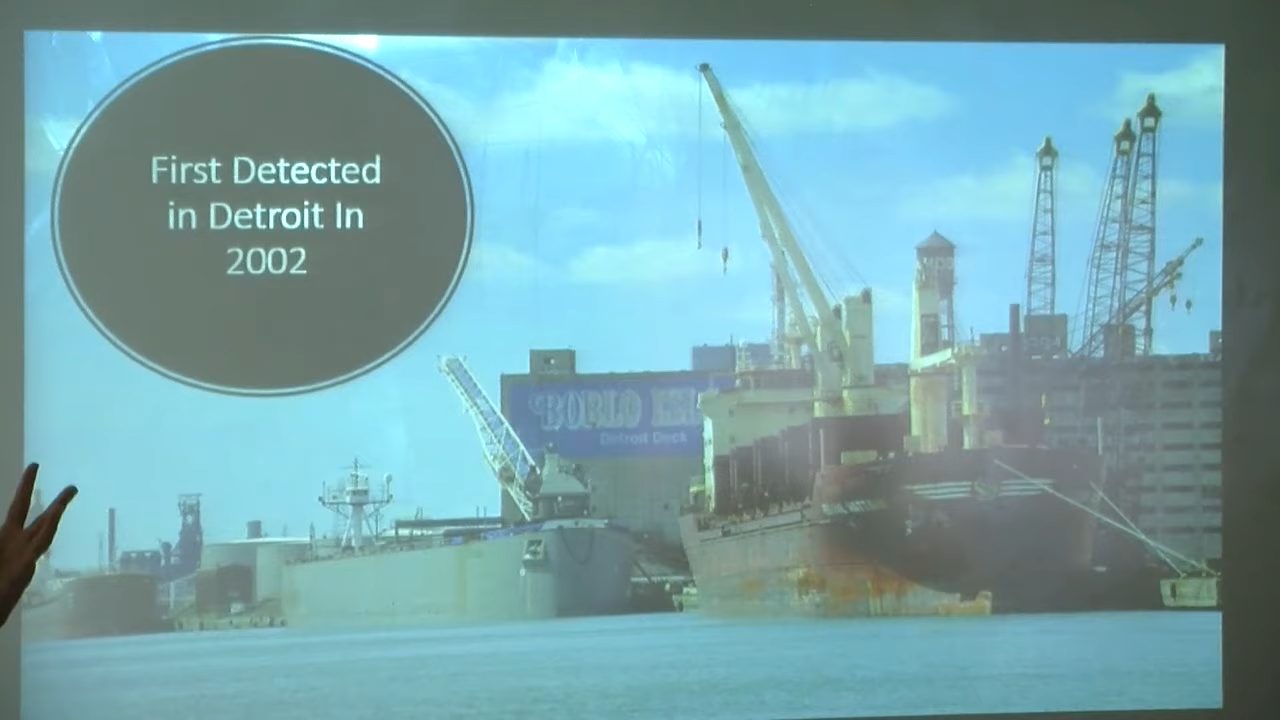 First Detected
in Detroit In
2002
BOBLO
Detroit Dock